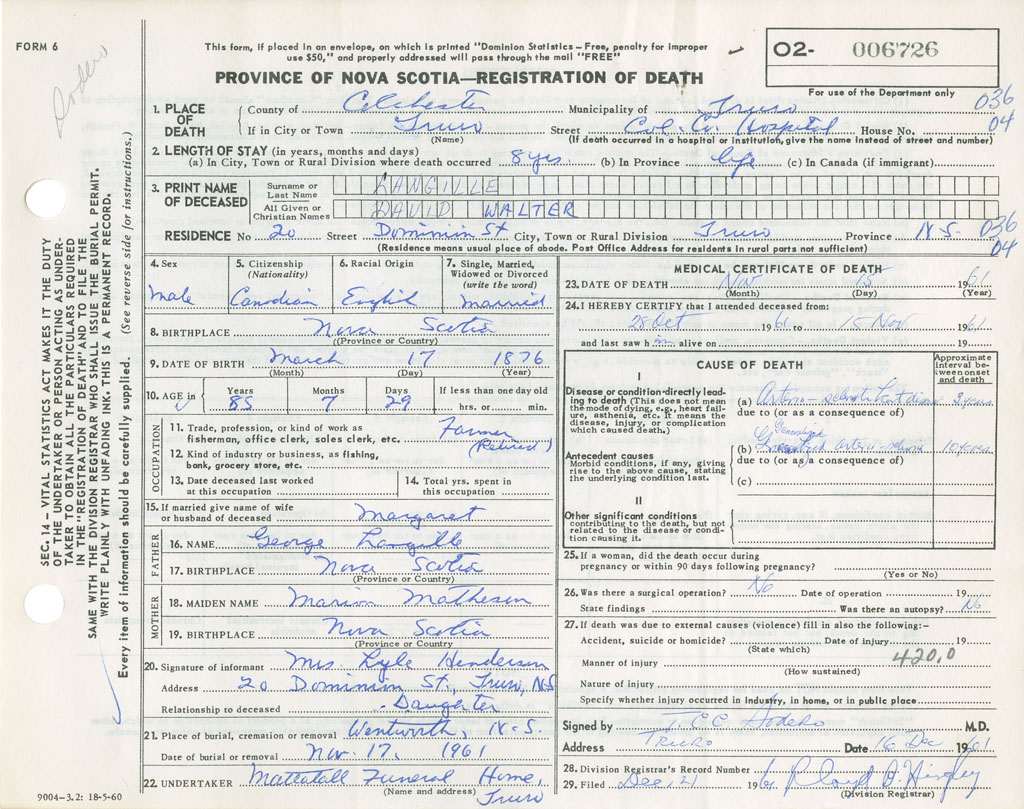 FORM 6
This form, if placed in an envelope, on which is printed "Dominion Statistics – Free, penalty for improper
use $50," and properly addressed will pass through the mail "FREE"
O2- 006726
For use of the Department only
PROVINCE OF NOVA SCOTIA—REGISTRATION OF DEATH
Rodero
SEC. 14 – VITAL STATISTICS ACT MAKES IT THE DUTY
OF THE UNDERTAKER OR PERSON ACTING AS UNDER-
TAKER TO OBTAIN ALL THE PARTICULARS REQUIRED
IN THE "REGISTRATION OF DEATH" AND TO FILE THE
SAME WITH THE DIVISION REGISTRAR WHO SHALL ISSUE THE BURIAL PERMIT.
WRITE PLAINLY WITH UNFADING INK. THIS IS A PERMANENT RECORD.
Every item of information should be carefully supplied. (See reverse side for instructions.)
1. PLACE OF DEATH County of Colchester Municipality of Truro 036
If in City or Town Truro Street Col. Co. Hospital House No. 04
(Name) (If death occurred in a hospital or institution, give the name instead of street and number)
2. LENGTH OF STAY (in years, months and days)
(a) In City, Town or Rural Division where death occurred 8 yrs. (b) In Province life (c) In Canada (if immigrant)
3. PRINT NAME OF DECEASED Surname or Last Name LANGILLE
All Given or Christian Names DAVID WALTER
RESIDENCE No 20 Street Dominion St City, Town or Rural Division Truro Province N.S. 036
04
(Residence means usual place of abode. Post Office Address for residents in rural parts not sufficient)
4. Sex Male
5. Citizenship (Nationality) Canadian
6. Racial Origin English
7. Single, Married, Widowed or Divorced (write the word) Married
8. BIRTHPLACE Nova Scotia
(Province or Country)
9. DATE OF BIRTH March 17 1876
(Month) (Day) (Year)
10. AGE in Years 85 Months 7 Days 29 If less than one day old
hrs. or min.
OCCUPATION
11. Trade, profession, or kind of work as
fisherman, office clerk, sales clerk, etc. Farmer
(Retired)
12. Kind of industry or business, as fishing,
bank, grocery store, etc.
13. Date deceased last worked
at this occupation
14. Total yrs. spent in
this occupation
15. If married give name of wife
or husband of deceased Margaret
FATHER
16. NAME George Langille
17. BIRTHPLACE Nova Scotia
(Province or Country)
MOTHER
18. MAIDEN NAME Marion Matheson
19. BIRTHPLACE Nova Scotia
(Province or Country)
20. Signature of informant Mrs Lyle Henderson
Address 20 Dominion St., Truro, N.S
Relationship to deceased Daughter
21. Place of burial, cremation or removal Wentworth, N.S.
Date of burial or removal Nov. 17, 1961
22. UNDERTAKER Mattatall Funeral Home,
(Name and address) Truro
9004-3.2: 18-5-60
MEDICAL CERTIFICATE OF DEATH
23. DATE OF DEATH Nov 15 1961
(Month) (Day) (Year)
24. I HEREBY CERTIFY that I attended deceased from:
28 Oct 1961 to 15 Nov 1961
and last saw him alive on 19
CAUSE OF DEATH
Approximate interval between onset and death
I
Disease or condition directly lead-
ing to death (This does not mean
the mode of dying, e.g., heart fail-
ure, asthenia, etc. It means the
disease, injury, or complication
which caused death.)
(a) 2 years
due to (or as a consequence of)
Antecedent causes
Morbid conditions, if any, giving
rise to the above cause, stating
the underlying condition last.
(b) 10 years
due to (or as a consequence of)
(c)
II
Other significant conditions
contributing to the death, but not
related to the disease or condi-
tion causing it.
25. If a woman, did the death occur during
pregnancy or within 90 days following pregnancy?
(Yes or No)
26. Was there a surgical operation? No Date of operation 19
State findings Was there an autopsy? No
27. If death was due to external causes (violence) fill in also the following:–
Accident, suicide or homicide? Date of injury 19
(State which) 420.0
Manner of injury
(How sustained)
Nature of injury
Specify whether injury occurred in industry, in home, or in public place
Signed by M.D.
Address TRURO Date 16 Dec 1961
28. Division Registrar's Record Number
29. Filed Dec, 21 1961
(Division Registrar)